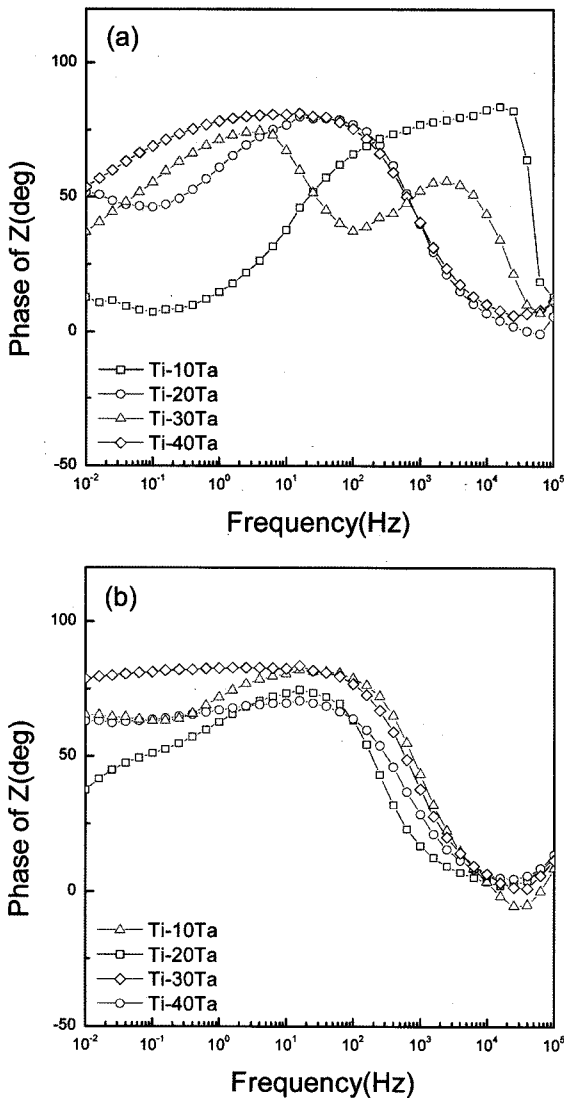 (a)
100
50
0
-50
Phase of Z(deg)
Ti-10Ta
Ti-20Ta
Ti-30Ta
Ti-40Ta
10⁻² 10⁻¹ 10⁰ 10¹ 10² 10³ 10⁴ 10⁵
Frequency(Hz)
(b)
100
50
0
-50
Phase of Z(deg)
Ti-10Ta
Ti-20Ta
Ti-30Ta
Ti-40Ta
10⁻² 10⁻¹ 10⁰ 10¹ 10² 10³ 10⁴ 10⁵
Frequency(Hz)